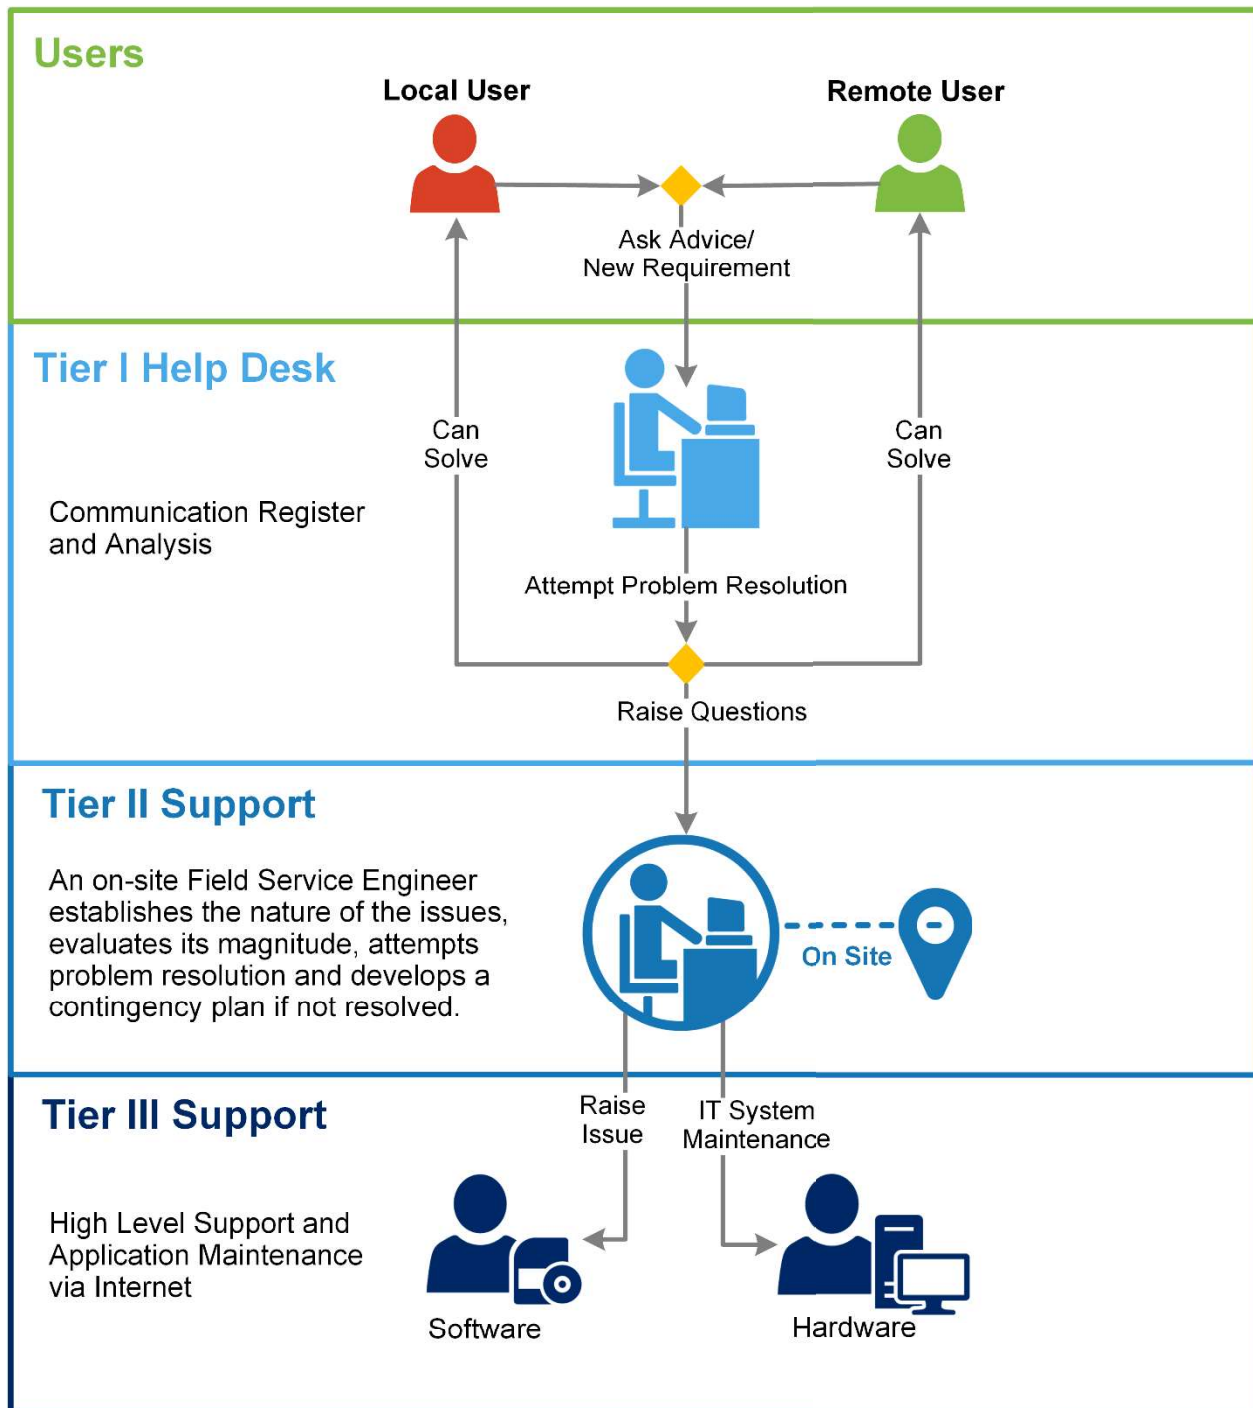 Users
Local User
Remote User
Ask Advice/
New Requirement
Tier I Help Desk
Can
Solve
Can
Solve
Communication Register
and Analysis
Attempt Problem Resolution
Raise Questions
Tier II Support
An on-site Field Service Engineer
establishes the nature of the issues,
evaluates its magnitude, attempts
problem resolution and develops a
contingency plan if not resolved.
On Site
Tier III Support
Raise
Issue
IT System
Maintenance
High Level Support and
Application Maintenance
via Internet
Software
Hardware